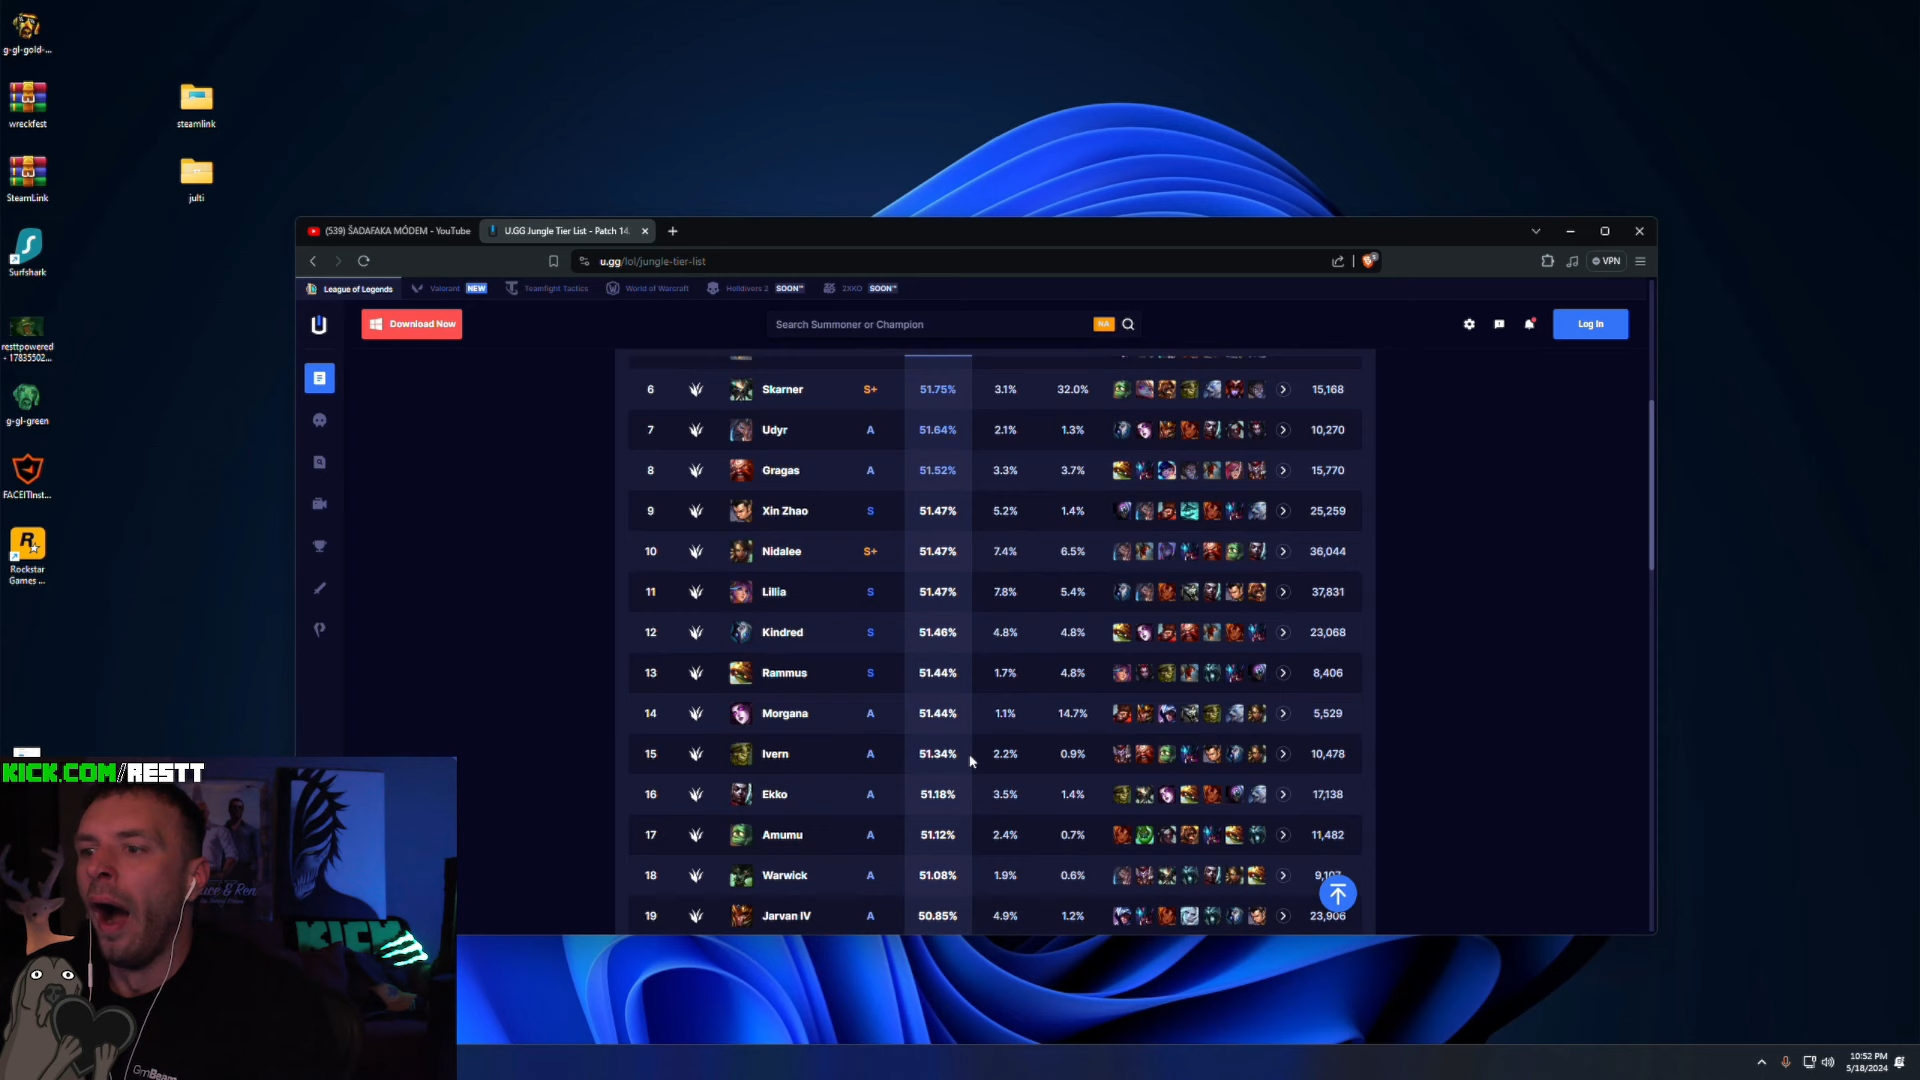 g-gl-gold-...
wreckfest
SteamLink
Surfshark
resttpowered
- 17835502...
g-gl-green
FACEITInst...
Rockstar
Games ...
steamlink
julti
(539) ŠADAFAKA MÓDEM - YouTube
U.GG Jungle Tier List - Patch 14.
u.gg/lol/jungle-tier-list
VPN
League of Legends
Valorant NEW
Teamfight Tactics
World of Warcraft
Helldivers 2 SOON™
2XKO SOON™
Download Now
Search Summoner or Champion
NA
Log In
6 Skarner S+ 51.75% 3.1% 32.0% 15,168
7 Udyr A 51.64% 2.1% 1.3% 10,270
8 Gragas A 51.52% 3.3% 3.7% 15,770
9 Xin Zhao S 51.47% 5.2% 1.4% 25,259
10 Nidalee S+ 51.47% 7.4% 6.5% 36,044
11 Lillia S 51.47% 7.8% 5.4% 37,831
12 Kindred S 51.46% 4.8% 4.8% 23,068
13 Rammus S 51.44% 1.7% 4.8% 8,406
14 Morgana A 51.44% 1.1% 14.7% 5,529
15 Ivern A 51.34% 2.2% 0.9% 10,478
16 Ekko A 51.18% 3.5% 1.4% 17,138
17 Amumu A 51.12% 2.4% 0.7% 11,482
18 Warwick A 51.08% 1.9% 0.6%
19 Jarvan IV A 50.85% 4.9% 1.2% 23,906
KICK.COM/RESTT
KICK
10:52 PM
5/18/2024